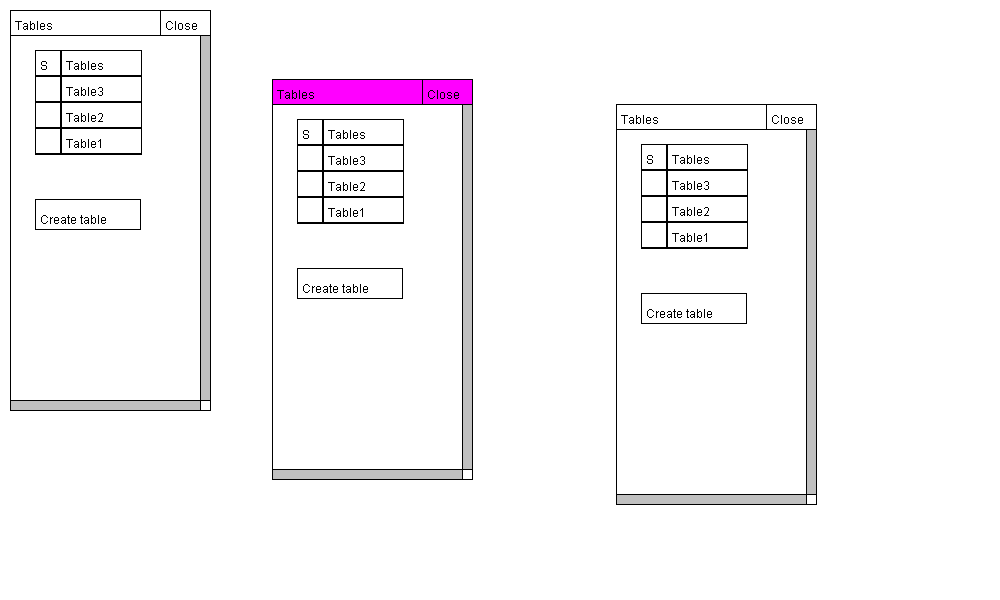 Tables Close
S Tables
Table3
Table2
Table1
Create table
Tables Close
S Tables
Table3
Table2
Table1
Create table
Tables Close
S Tables
Table3
Table2
Table1
Create table